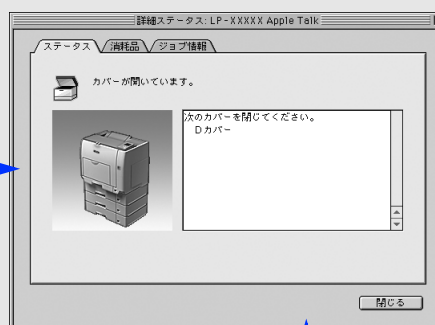 詳細ステータス: LP-XXXXX Apple Talk
ステータス 消耗品 ジョブ情報
カバーが開いています。
次のカバーを閉じてください。
Dカバー
閉じる